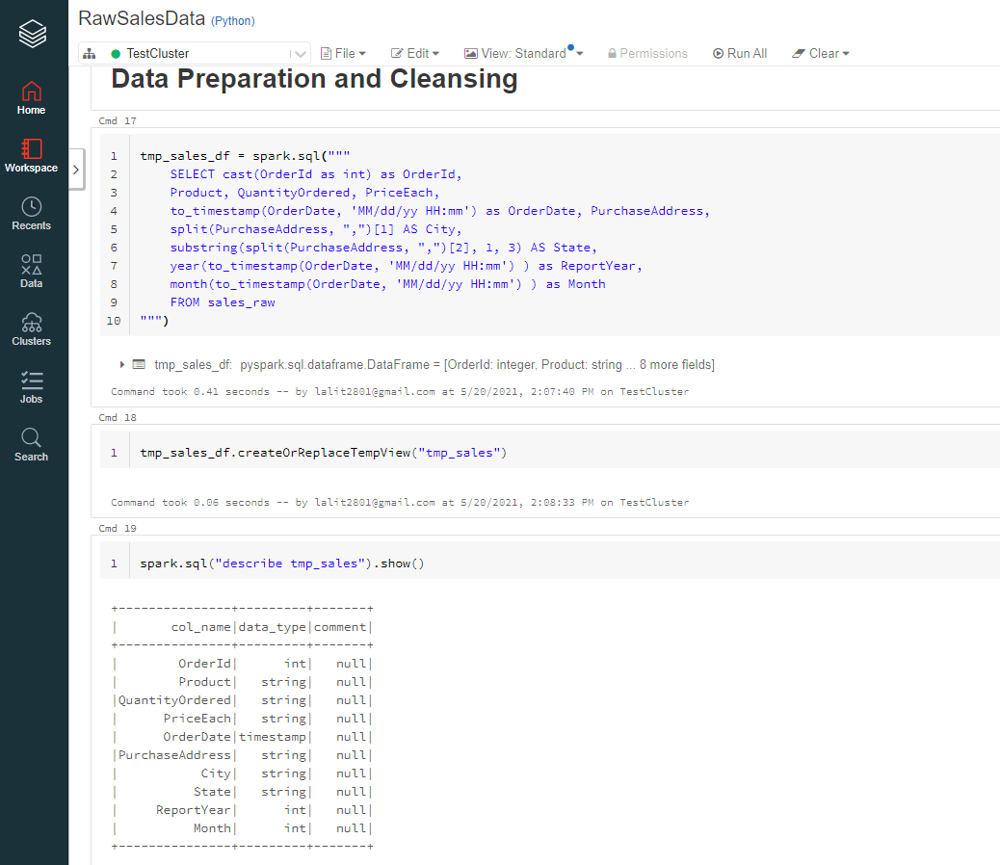 RawSalesData (Python)
TestCluster
File
Edit
View: Standard
Permissions
Run All
Clear
Home
Workspace
Recents
Data
Clusters
Jobs
Search
Data Preparation and Cleansing
Cmd 17
1 tmp_sales_df = spark.sql("""
2 SELECT cast(OrderId as int) as OrderId,
3 Product, QuantityOrdered, PriceEach,
4 to_timestamp(OrderDate, 'MM/dd/yy HH:mm') as OrderDate, PurchaseAddress,
5 split(PurchaseAddress, ",")[1] AS City,
6 substring(split(PurchaseAddress, ",")[2], 1, 3) AS State,
7 year(to_timestamp(OrderDate, 'MM/dd/yy HH:mm') ) as ReportYear,
8 month(to_timestamp(OrderDate, 'MM/dd/yy HH:mm') ) as Month
9 FROM sales_raw
10 """)
tmp_sales_df: pyspark.sql.dataframe.DataFrame = [OrderId: integer, Product: string ... 8 more fields]
Command took 0.41 seconds -- by lalit2801@gmail.com at 5/20/2021, 2:07:40 PM on TestCluster
Cmd 18
1 tmp_sales_df.createOrReplaceTempView("tmp_sales")
Command took 0.06 seconds -- by lalit2801@gmail.com at 5/20/2021, 2:08:33 PM on TestCluster
Cmd 19
1 spark.sql("describe tmp_sales").show()
+---------------+---------+-------+
|       col_name|data_type|comment|
+---------------+---------+-------+
|        OrderId|      int|   null|
|        Product|   string|   null|
|QuantityOrdered|   string|   null|
|      PriceEach|   string|   null|
|      OrderDate|timestamp|   null|
|PurchaseAddress|   string|   null|
|           City|   string|   null|
|          State|   string|   null|
|     ReportYear|      int|   null|
|          Month|      int|   null|
+---------------+---------+-------+